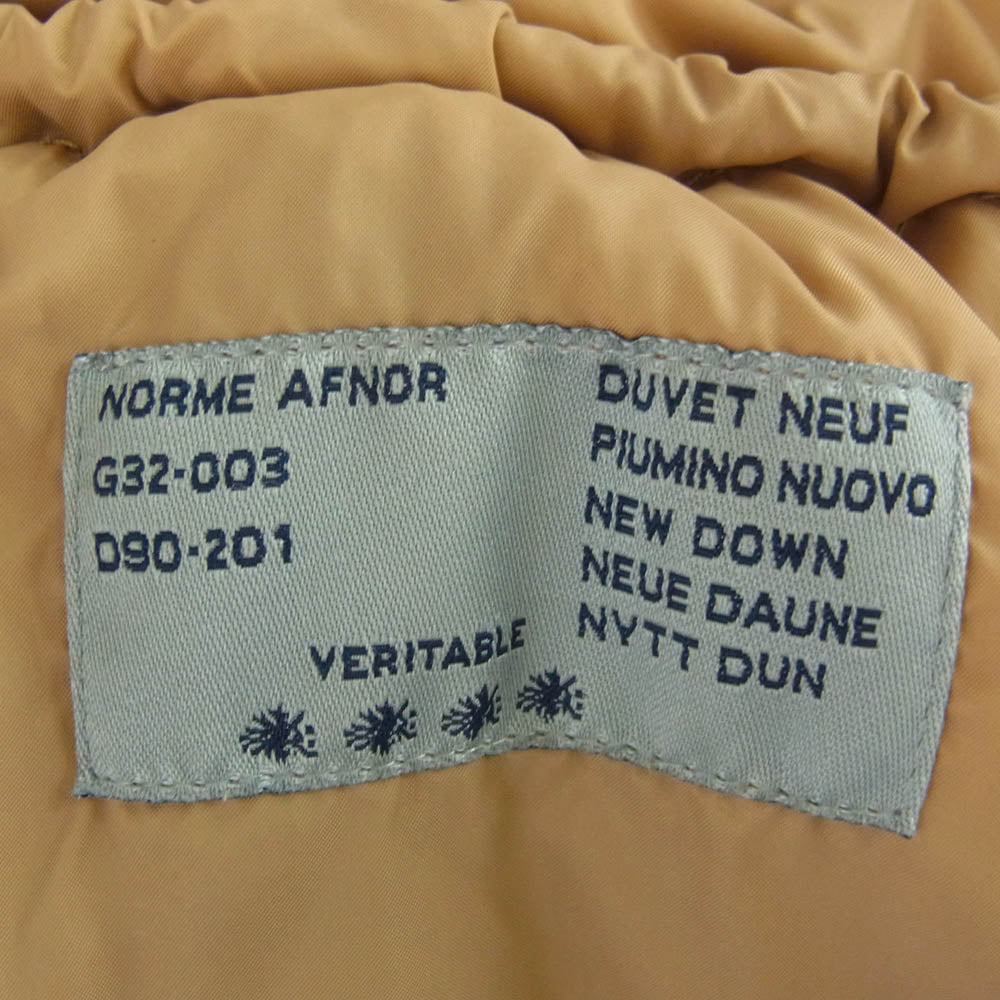 NORME AFNOR
G32-003
D90-201
VERITABLE
DUVET NEUF
PIUMINO NUOVO
NEW DOWN
NEUE DAUNE
NYTT DUN